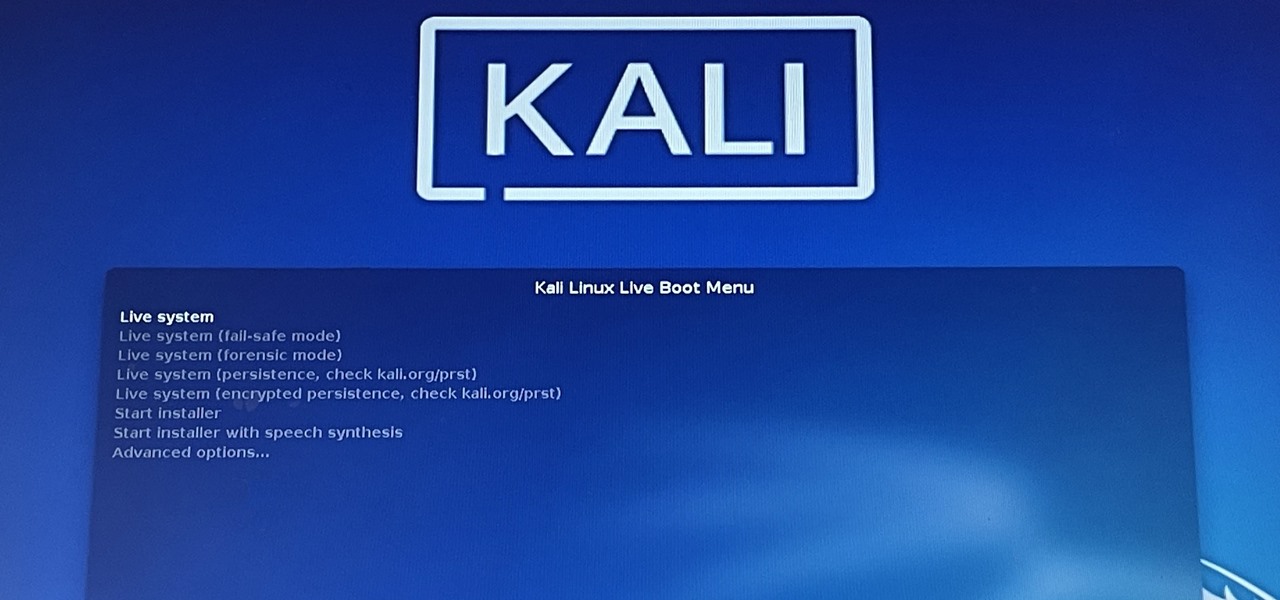 KALI
Kali Linux Live Boot Menu
Live system
Live system (fail-safe mode)
Live system (forensic mode)
Live system (persistence, check kali.org/prst)
Live system (encrypted persistence, check kali.org/prst)
Start installer
Start installer with speech synthesis
Advanced options...